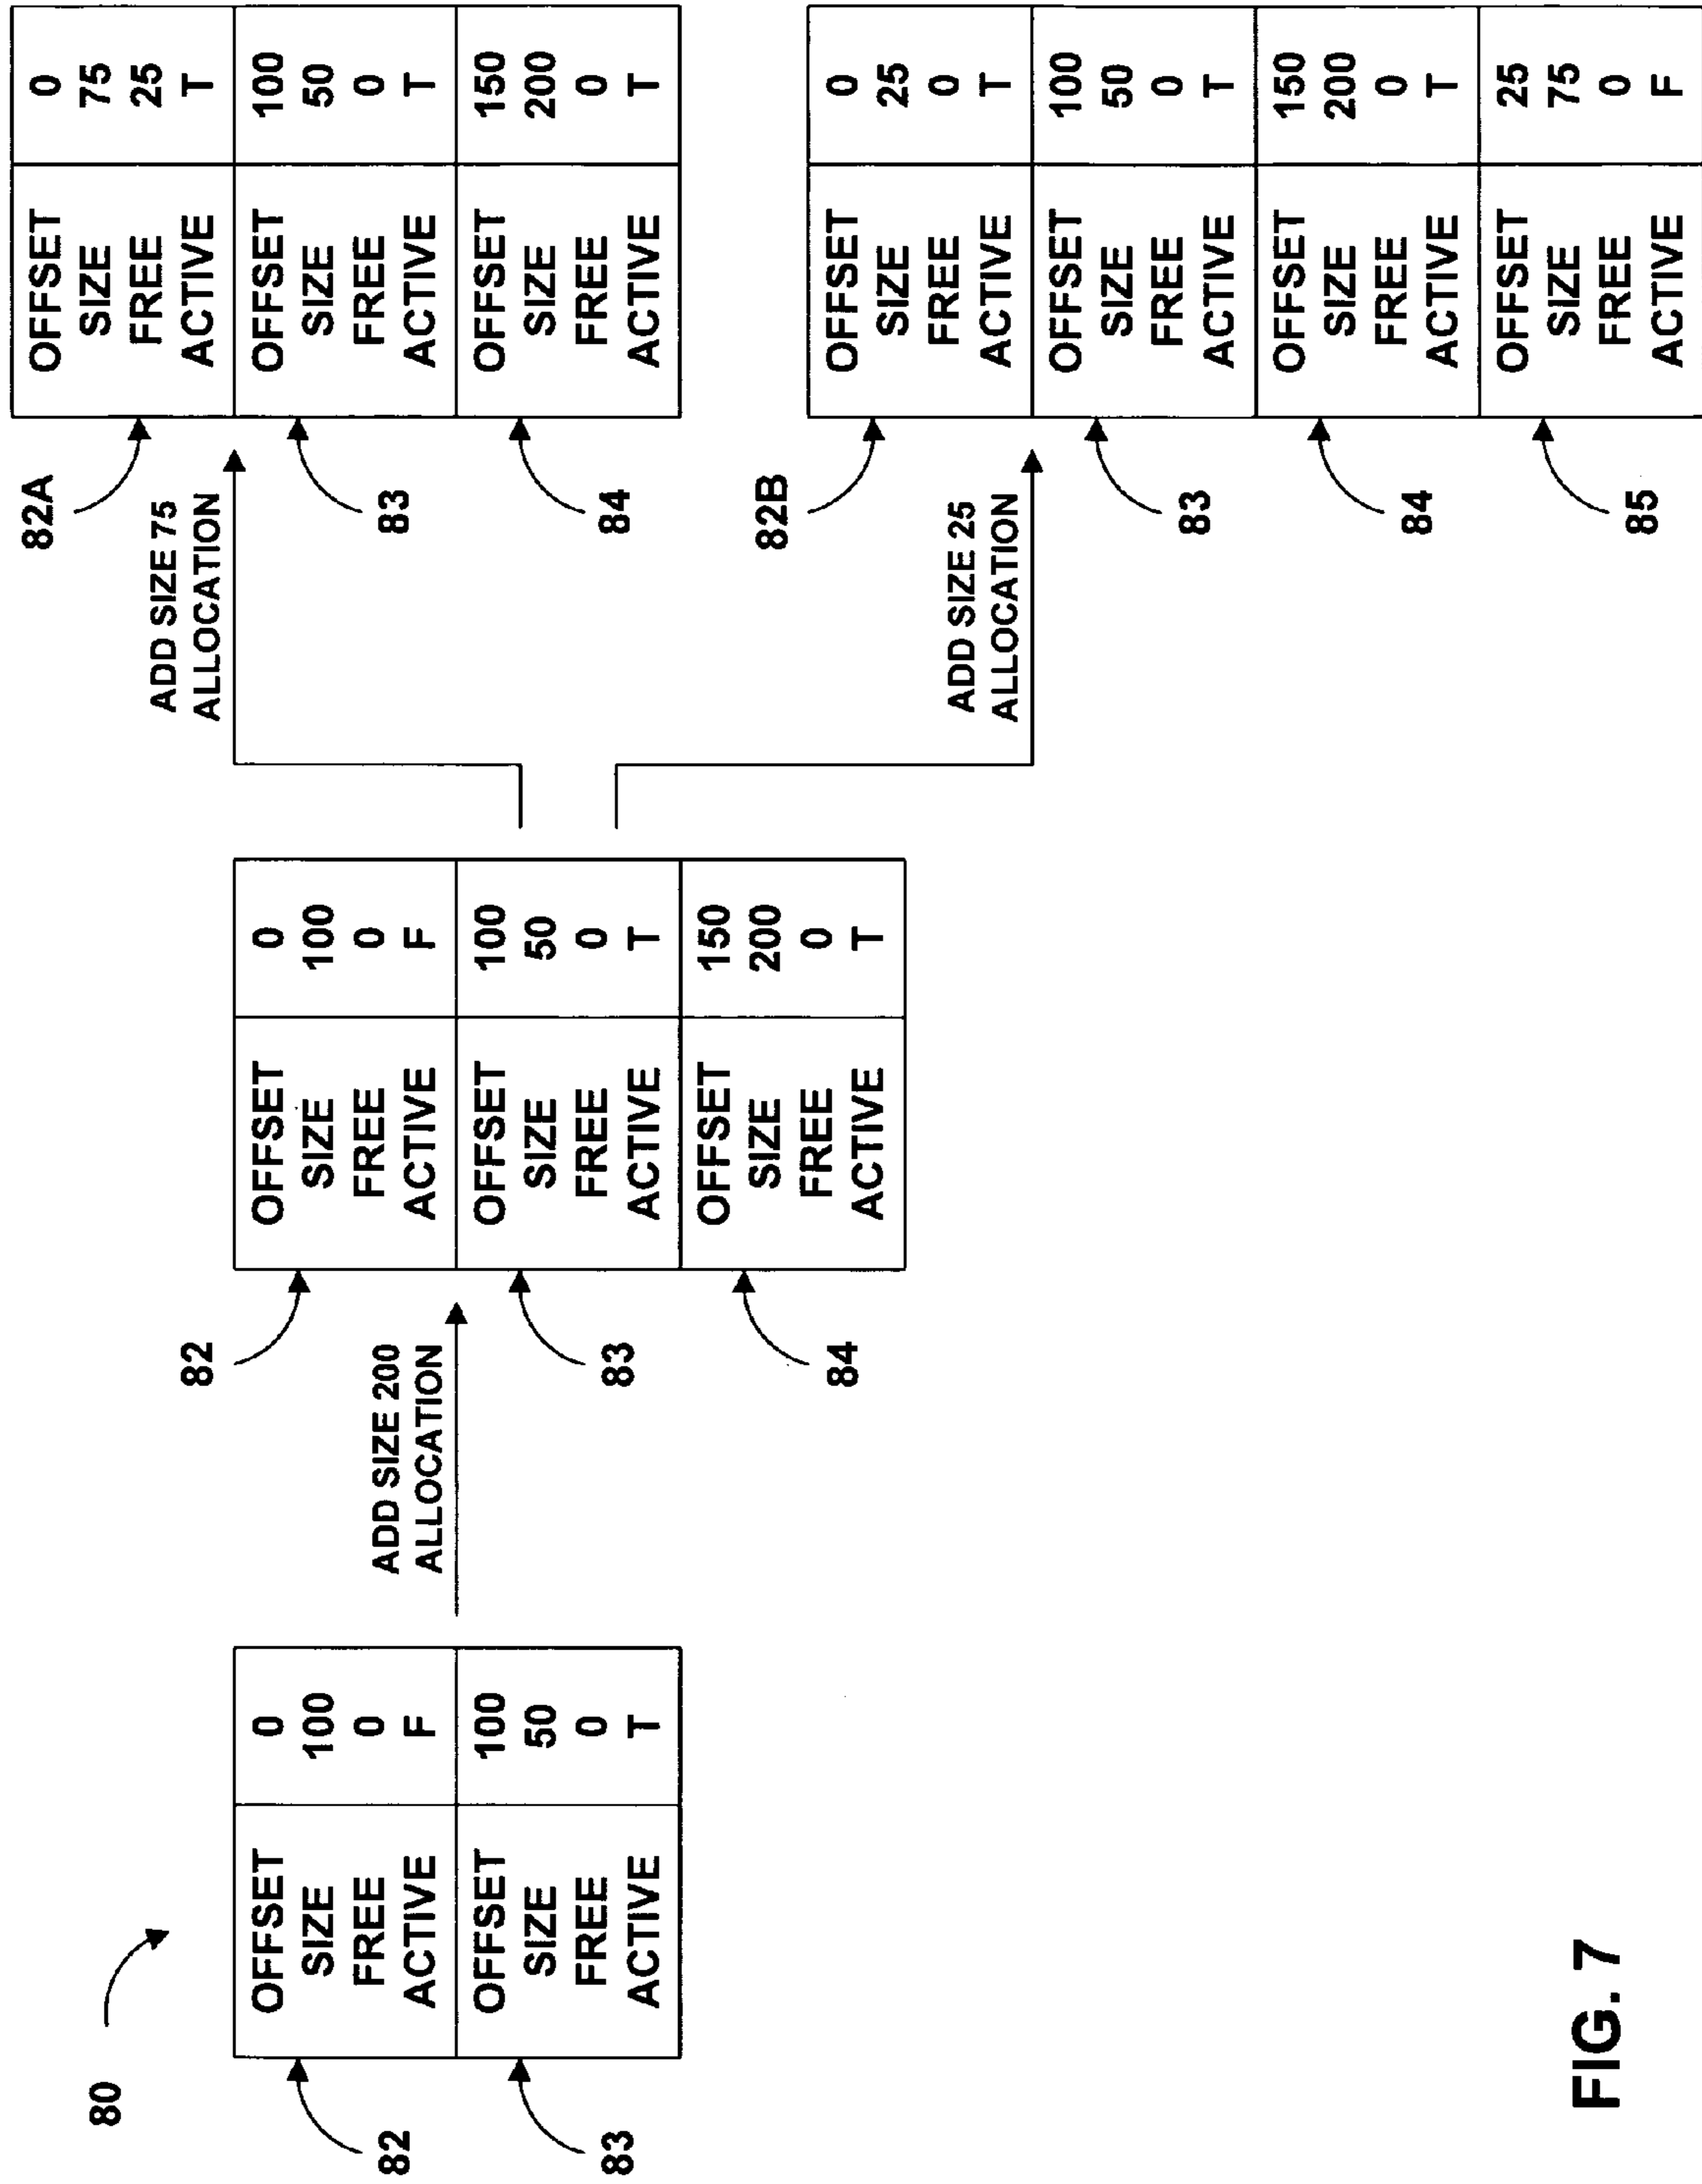 80
82
OFFSET 0
SIZE 100
FREE 0
ACTIVE F
83
OFFSET 100
SIZE 50
FREE 0
ACTIVE T
ADD SIZE 200
ALLOCATION
82
OFFSET 0
SIZE 100
FREE 0
ACTIVE F
83
OFFSET 100
SIZE 50
FREE 0
ACTIVE T
84
OFFSET 150
SIZE 200
FREE 0
ACTIVE T
ADD SIZE 75
ALLOCATION
82A
OFFSET 0
SIZE 75
FREE 25
ACTIVE T
83
OFFSET 100
SIZE 50
FREE 0
ACTIVE T
84
OFFSET 150
SIZE 200
FREE 0
ACTIVE T
ADD SIZE 25
ALLOCATION
82B
OFFSET 0
SIZE 25
FREE 0
ACTIVE T
83
OFFSET 100
SIZE 50
FREE 0
ACTIVE T
84
OFFSET 150
SIZE 200
FREE 0
ACTIVE T
85
OFFSET 25
SIZE 75
FREE 0
ACTIVE F
FIG. 7